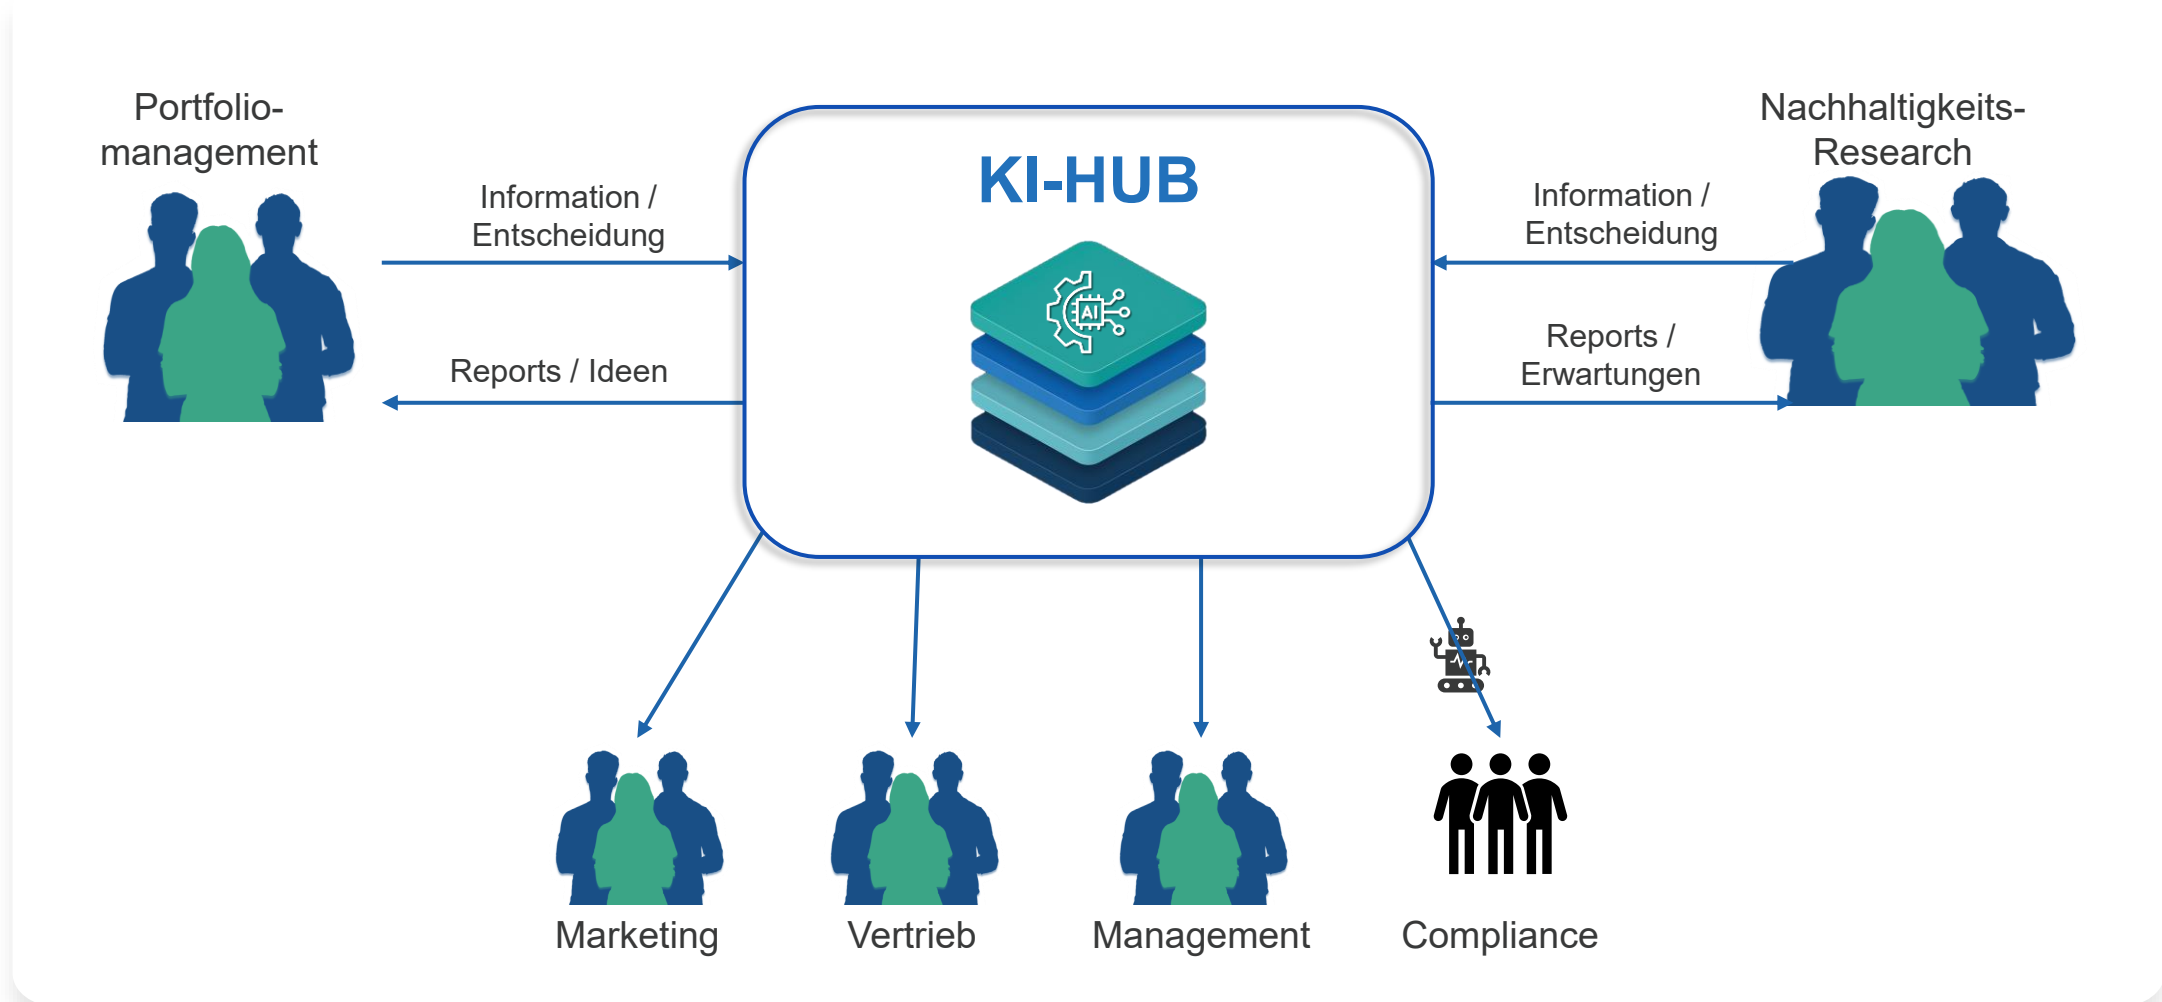 Portfolio-
management
Information /
Entscheidung
Reports / Ideen
KI-HUB
AI
Nachhaltigkeits-
Research
Information /
Entscheidung
Reports /
Erwartungen
Marketing
Vertrieb
Management
Compliance